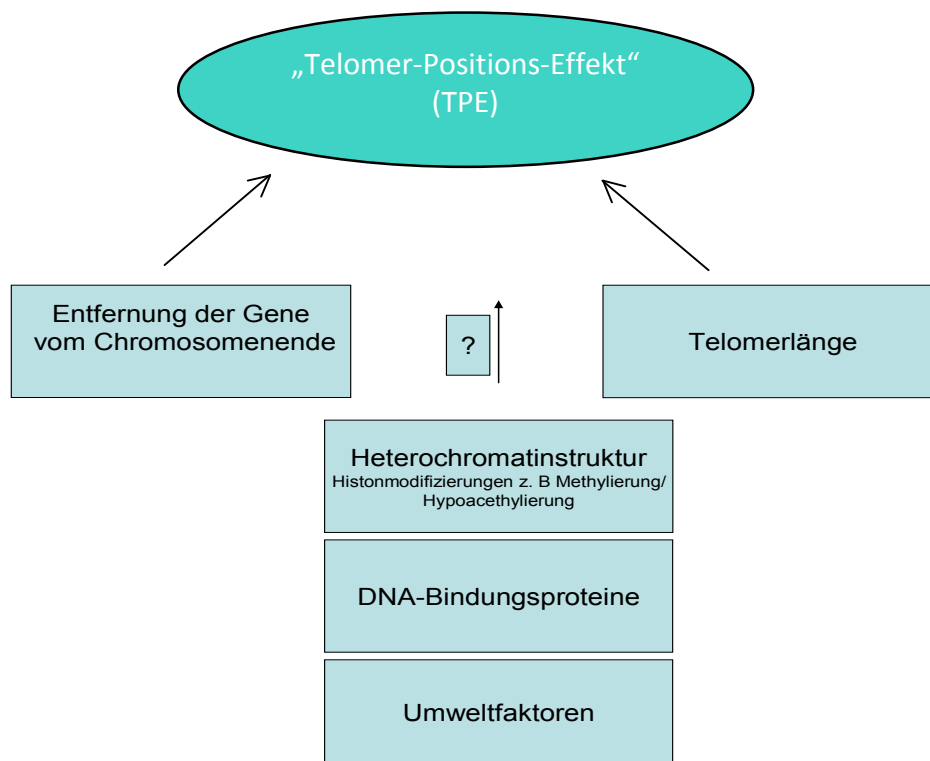 „Telomer-Positions-Effekt“
(TPE)
Entfernung der Gene
vom Chromosomenende
?
Telomerlänge
Heterochromatinstruktur
Histonmodifizierungen z. B Methylierung/
Hypoacethylierung
DNA-Bindungsproteine
Umweltfaktoren